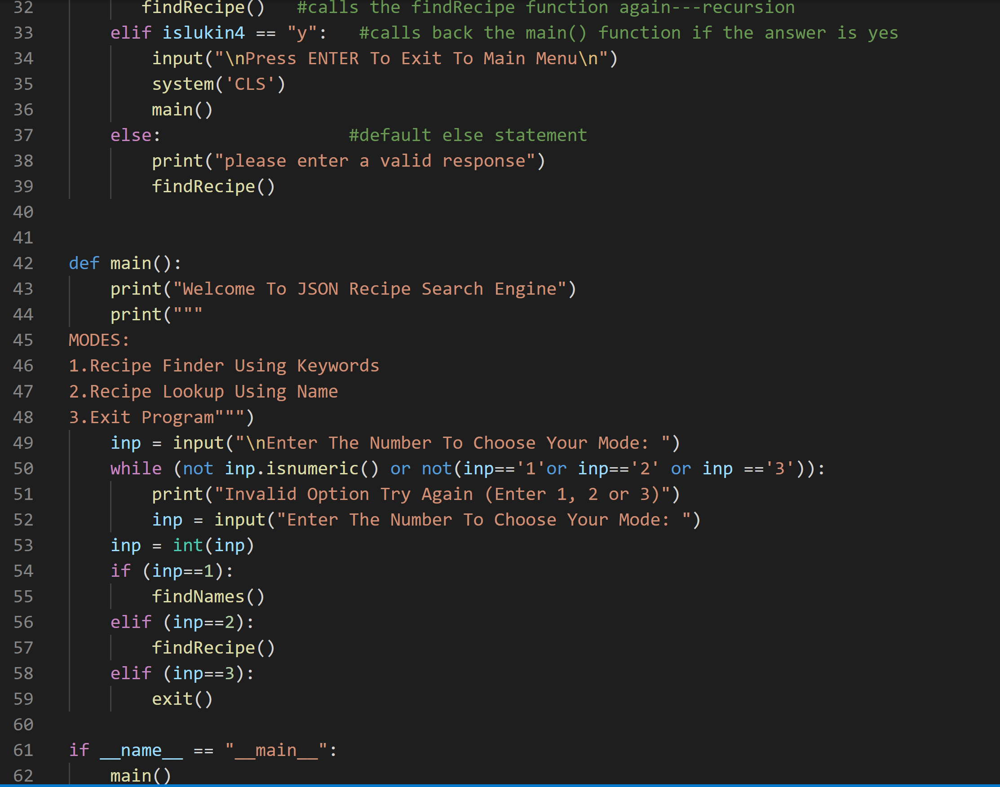 32 findRecipe() #calls the findRecipe function again---recursion
33 elif islukin4 == "y": #calls back the main() function if the answer is yes
34 input("\nPress ENTER To Exit To Main Menu\n")
35 system('CLS')
36 main()
37 else: #default else statement
38 print("please enter a valid response")
39 findRecipe()
40
41
42 def main():
43 print("Welcome To JSON Recipe Search Engine")
44 print("""
45 MODES:
46 1.Recipe Finder Using Keywords
47 2.Recipe Lookup Using Name
48 3.Exit Program""")
49 inp = input("\nEnter The Number To Choose Your Mode: ")
50 while (not inp.isnumeric() or not(inp=='1'or inp=='2' or inp =='3')):
51 print("Invalid Option Try Again (Enter 1, 2 or 3)")
52 inp = input("Enter The Number To Choose Your Mode: ")
53 inp = int(inp)
54 if (inp==1):
55 findNames()
56 elif (inp==2):
57 findRecipe()
58 elif (inp==3):
59 exit()
60
61 if __name__ == "__main__":
62 main()